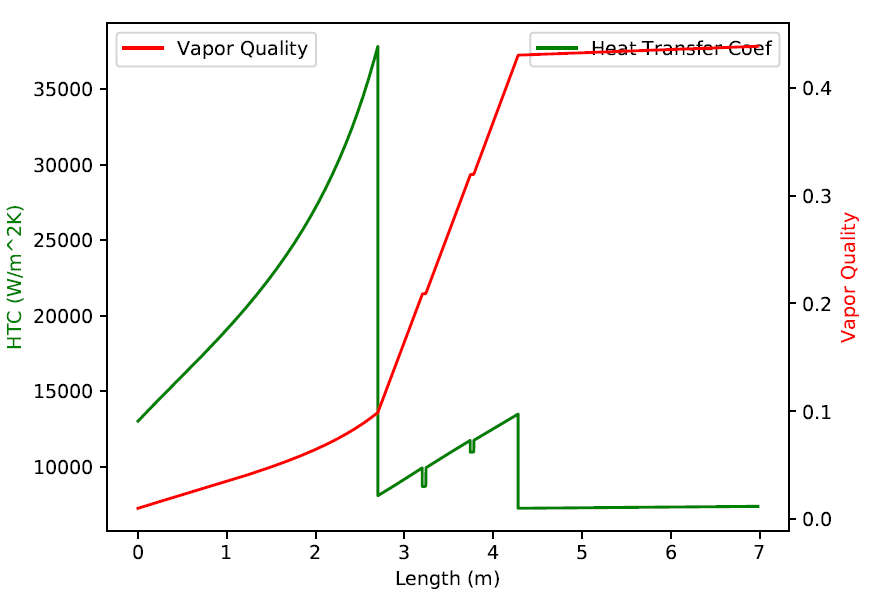 Vapor Quality
Heat Transfer Coef
35000
30000
25000
20000
15000
10000
HTC (W/m^2K)
0.4
0.3
0.2
0.1
0.0
Vapor Quality
0 1 2 3 4 5 6 7
Length (m)